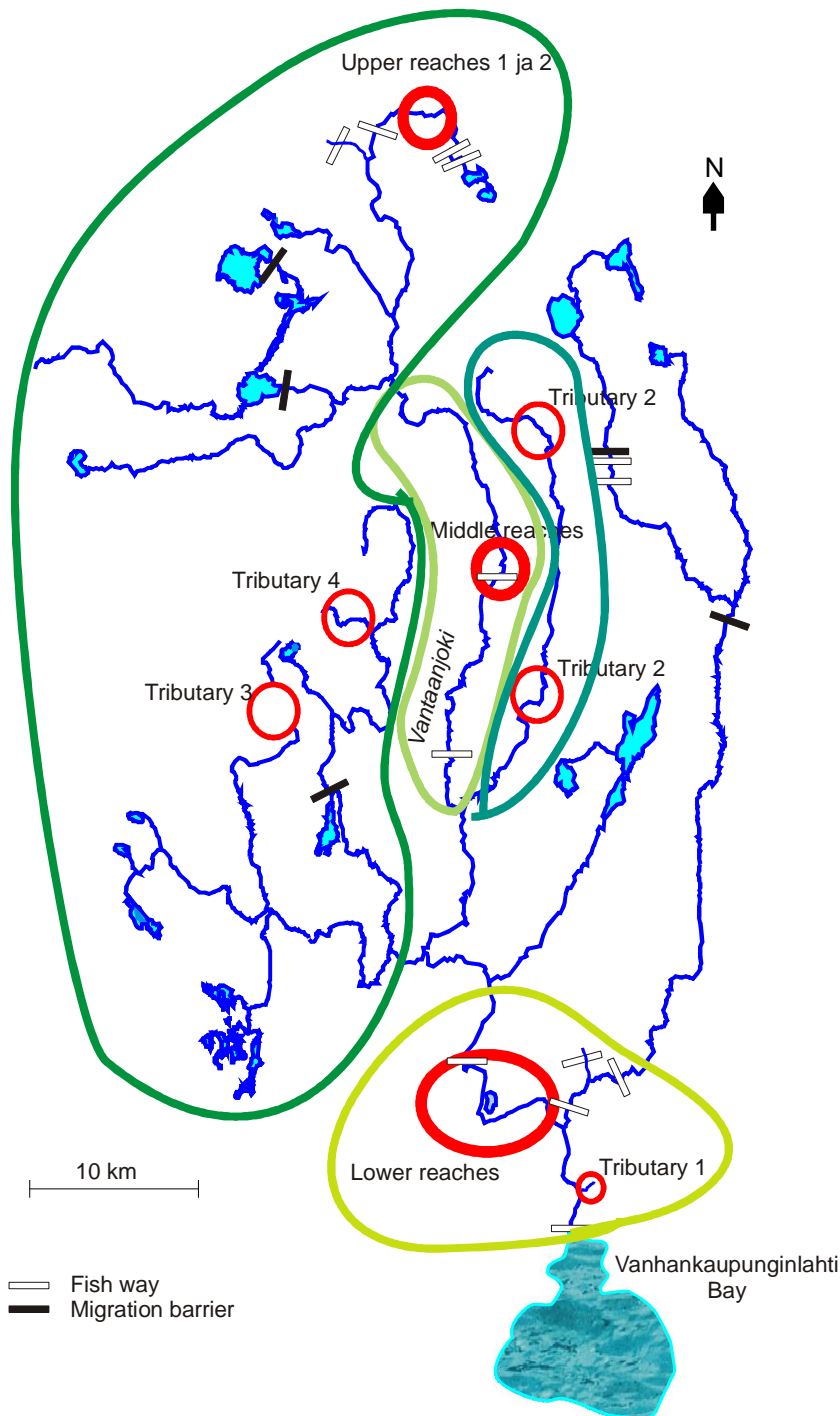 Upper reaches 1 ja 2
N
Tributary 2
Middle reaches
Tributary 4
Tributary 2
Tributary 3
Vantaanjoki
10 km
Lower reaches
Tributary 1
Vanhankaupunginlahti
Bay
Fish way
Migration barrier